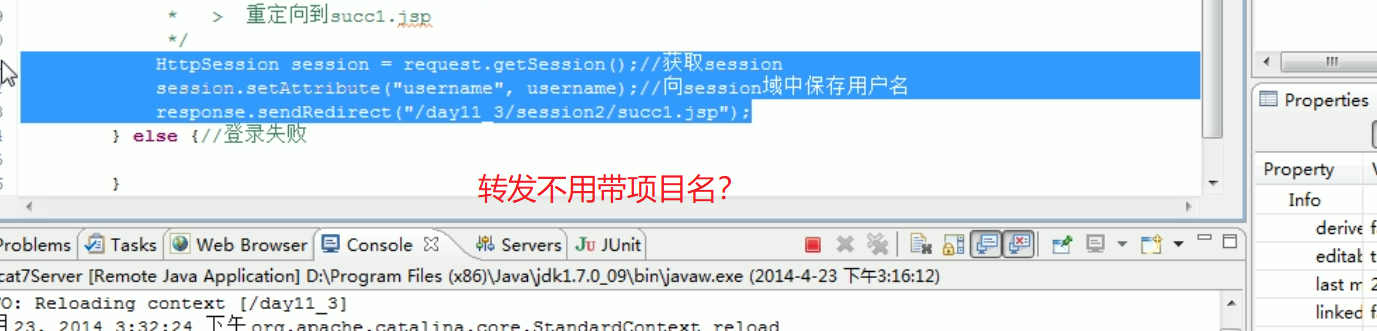 * > 重定向到succ1.jsp
*/
HttpSession session = request.getSession();//获取session
session.setAttribute("username", username);//向session域中保存用户名
response.sendRedirect("/day11_3/session2/succ1.jsp");
} else {//登录失败
}
转发不用带项目名?
Properties
Property
Info
derive
editab
last m
linked
Problems Tasks Web Browser Console Servers Ju JUnit
cat7Server [Remote Java Application] D:\Program Files (x86)\Java\jdk1.7.0_09\bin\javaw.exe (2014-4-23 下午3:16:12)
FO: Reloading context [/day11_3]
月23, 2014 3:32:24 下午 org.apache.catalina.core.StandardContext reload